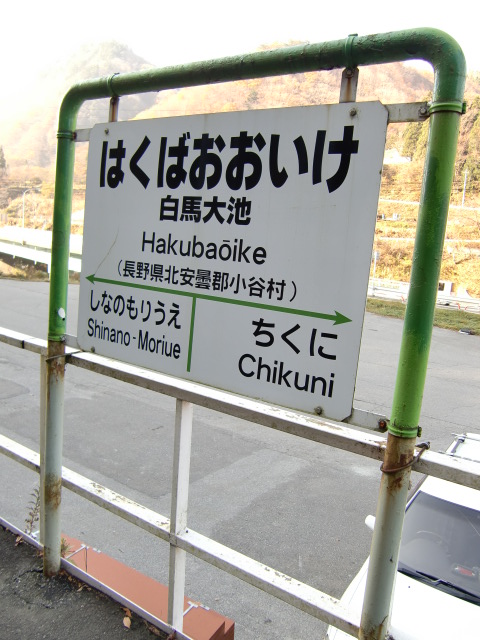 はくばおおいけ
白馬大池
Hakubaōike
（長野県北安曇郡小谷村）
しなのもりうえ
Shinano-Moriue
ちくに
Chikuni